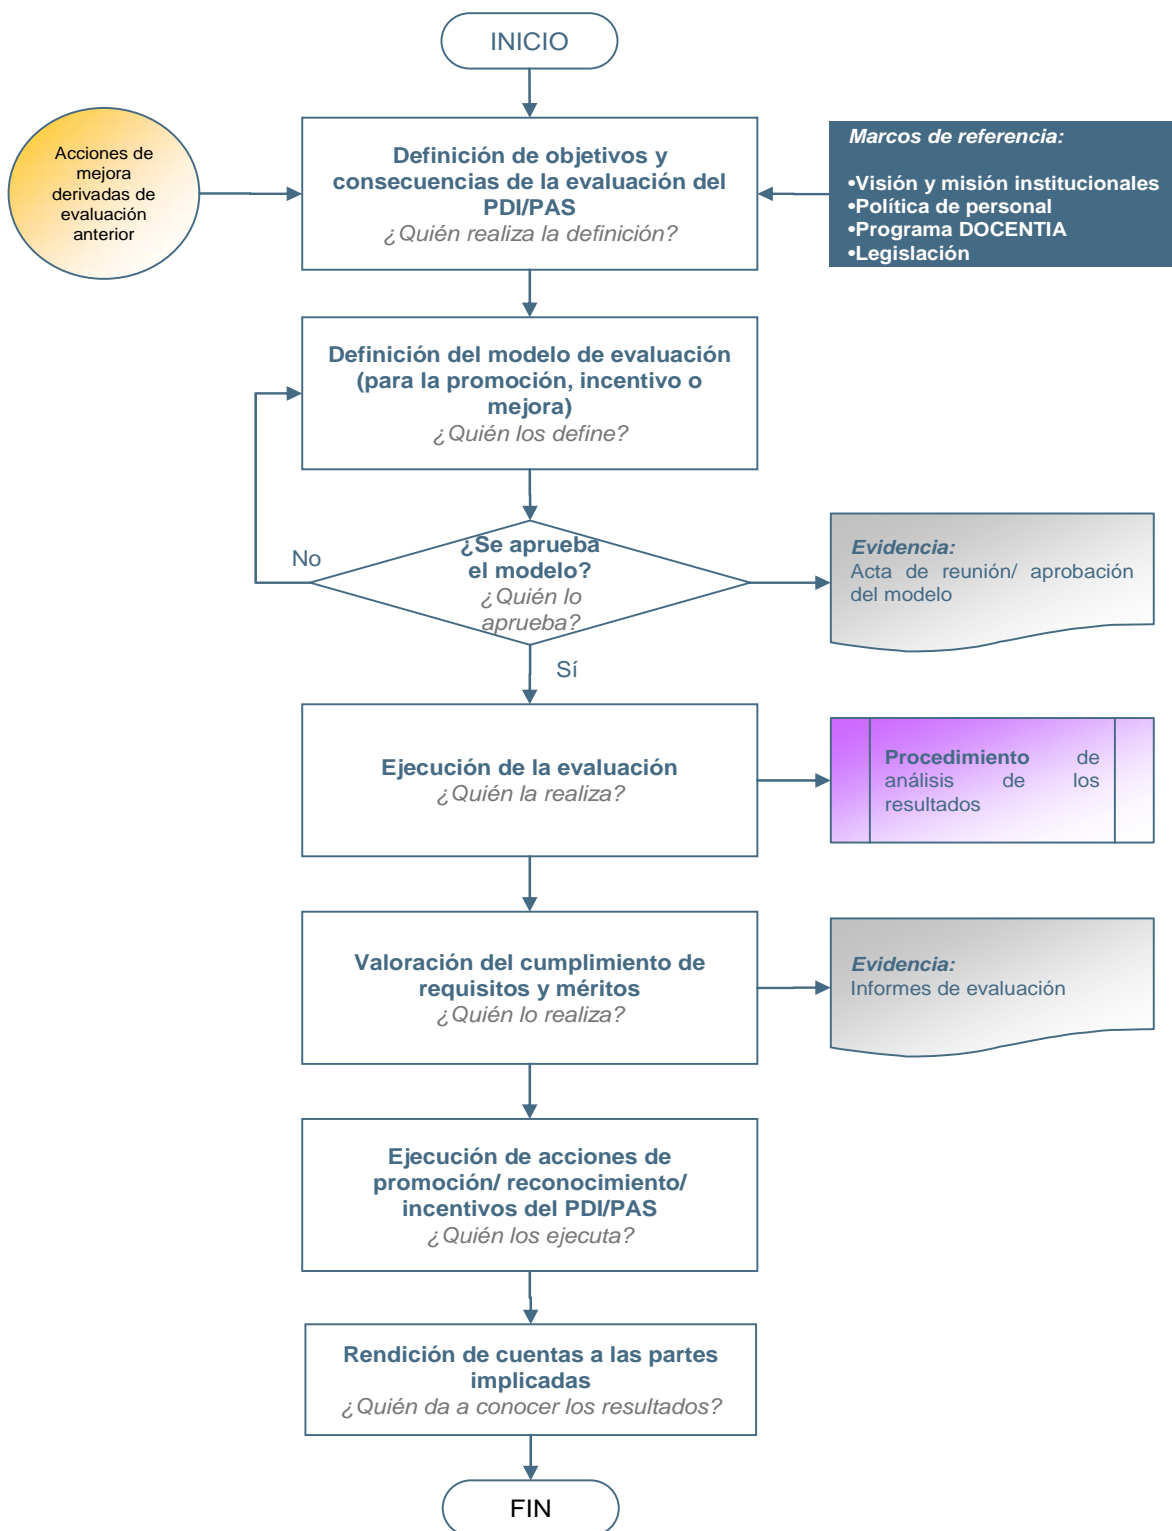 INICIO
Acciones de
mejora
derivadas de
evaluación
anterior
Definición de objetivos y
consecuencias de la evaluación del
PDI/PAS
¿Quién realiza la definición?
Marcos de referencia:
•Visión y misión institucionales
•Política de personal
•Programa DOCENTIA
•Legislación
Definición del modelo de evaluación
(para la promoción, incentivo o
mejora)
¿Quién los define?
No
¿Se aprueba
el modelo?
¿Quién lo
aprueba?
Evidencia:
Acta de reunión/ aprobación
del modelo
Sí
Ejecución de la evaluación
¿Quién la realiza?
Procedimiento de
análisis de los
resultados
Valoración del cumplimiento de
requisitos y méritos
¿Quién lo realiza?
Evidencia:
Informes de evaluación
Ejecución de acciones de
promoción/ reconocimiento/
incentivos del PDI/PAS
¿Quién los ejecuta?
Rendición de cuentas a las partes
implicadas
¿Quién da a conocer los resultados?
FIN